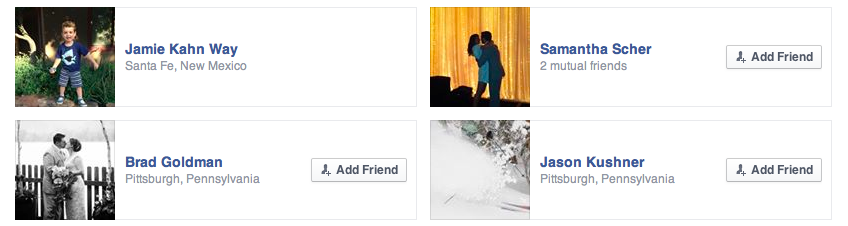 Jamie Kahn Way
Santa Fe, New Mexico
Samantha Scher
2 mutual friends
Add Friend
Brad Goldman
Pittsburgh, Pennsylvania
Add Friend
Jason Kushner
Pittsburgh, Pennsylvania
Add Friend